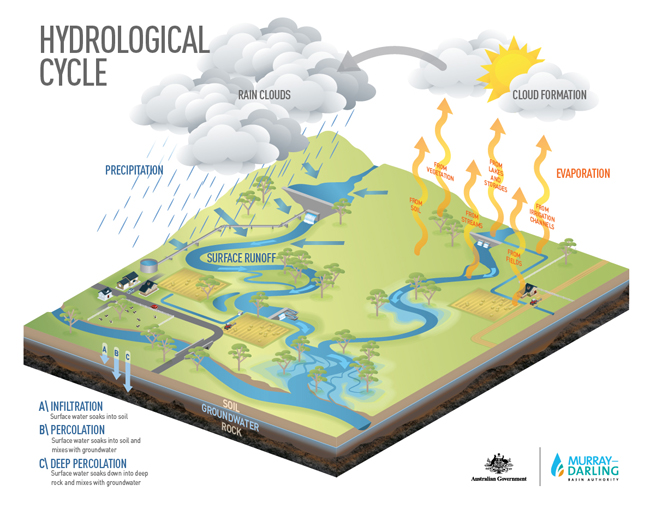 HYDROLOGICAL
CYCLE
RAIN CLOUDS
CLOUD FORMATION
PRECIPITATION
EVAPORATION
FROM
VEGETATION
FROM
LAKES
AND
STORAGES
FROM
SOIL
FROM
STREAMS
FROM
IRRIGATION
CHANNELS
FROM
FIELDS
SURFACE RUNOFF
A
B
C
SOIL
GROUNDWATER
ROCK
A\ INFILTRATION
Surface water soaks into soil
B\ PERCOLATION
Surface water soaks into soil and
mixes with groundwater
C\ DEEP PERCOLATION
Surface water soaks down into deep
rock and mixes with groundwater
Australian Government
MURRAY–
DARLING
BASIN AUTHORITY